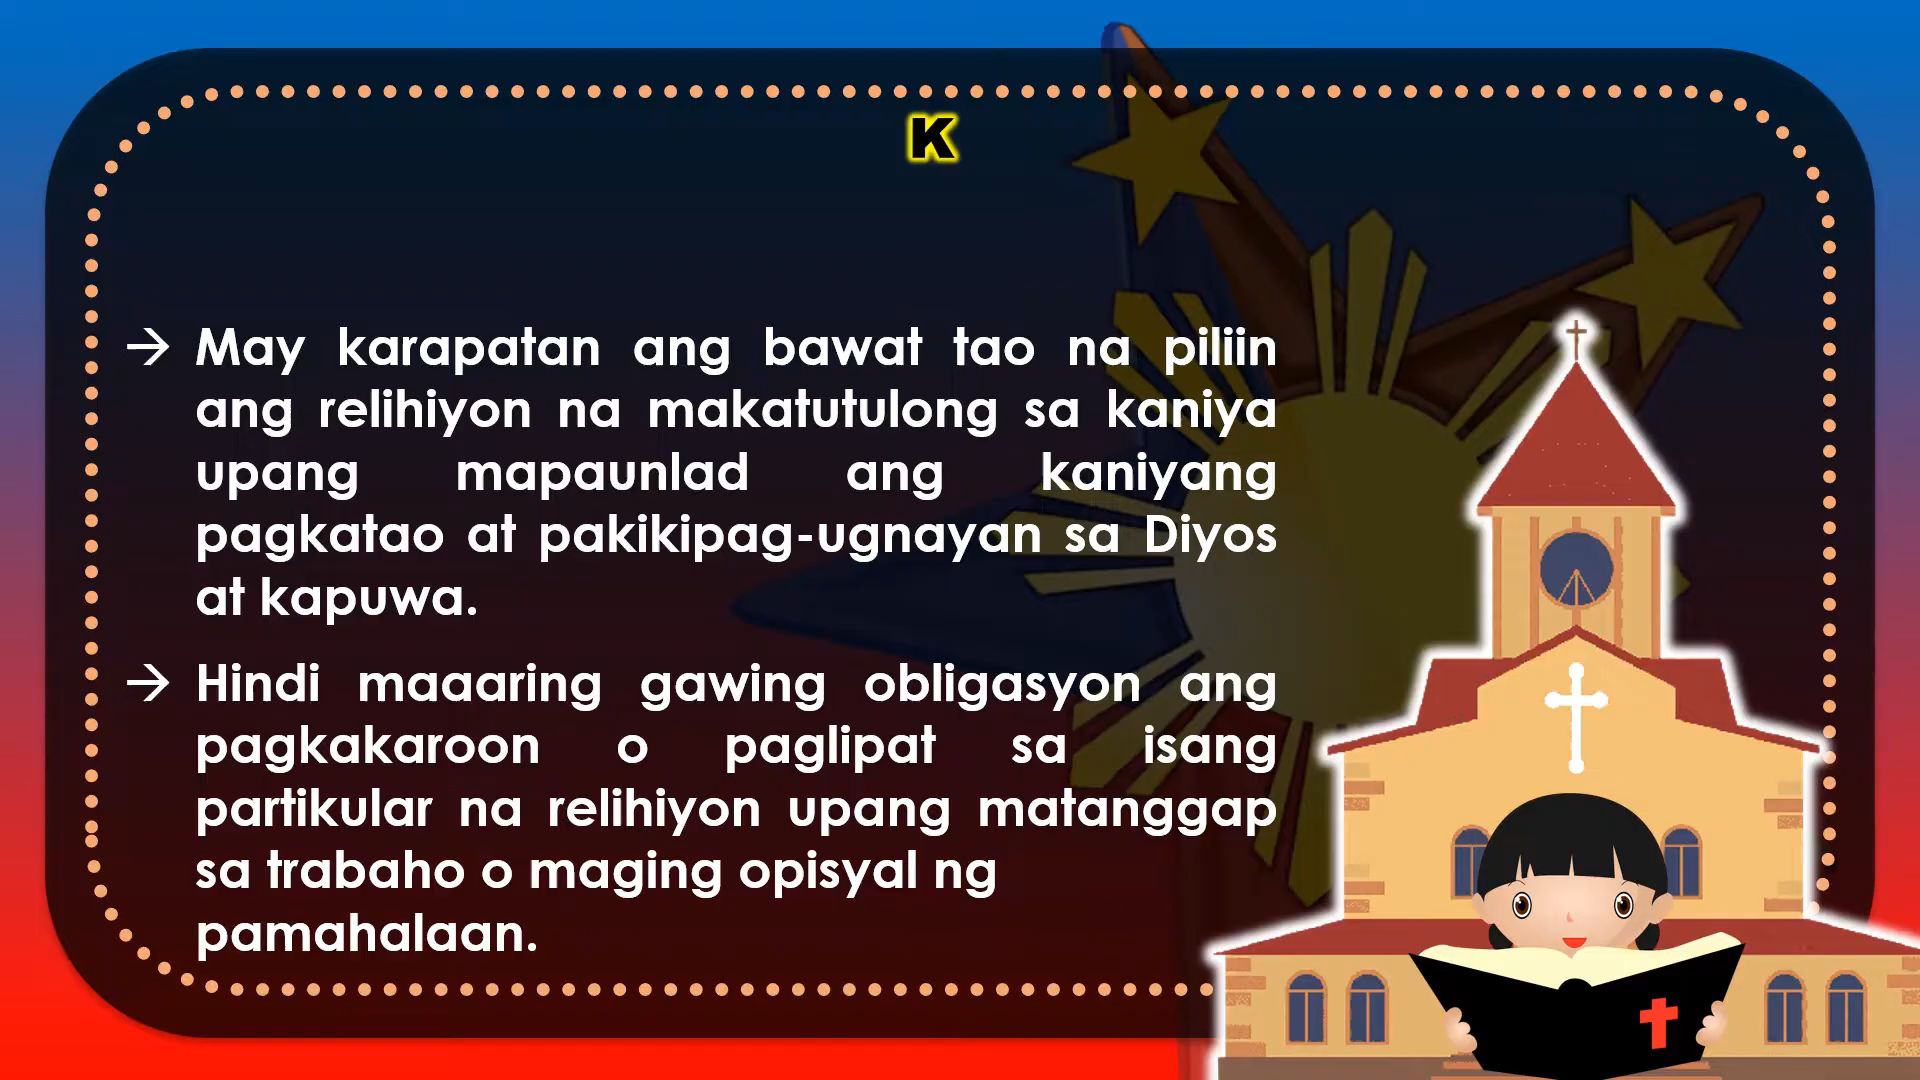 K
→ May karapatan ang bawat tao na piliin
ang relihiyon na makatutulong sa kaniya
upang mapaunlad ang kaniyang
pagkatao at pakikipag-ugnayan sa Diyos
at kapuwa.
→ Hindi maaaring gawing obligasyon ang
pagkakaroon o paglipat sa isang
partikular na relihiyon upang matanggap
sa trabaho o maging opisyal ng
pamahalaan.